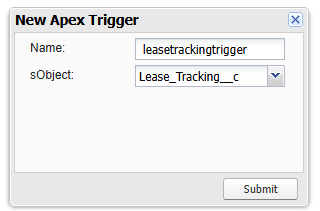 New Apex Trigger
Name: leasetrackingtrigger
sObject: Lease_Tracking__c
Submit